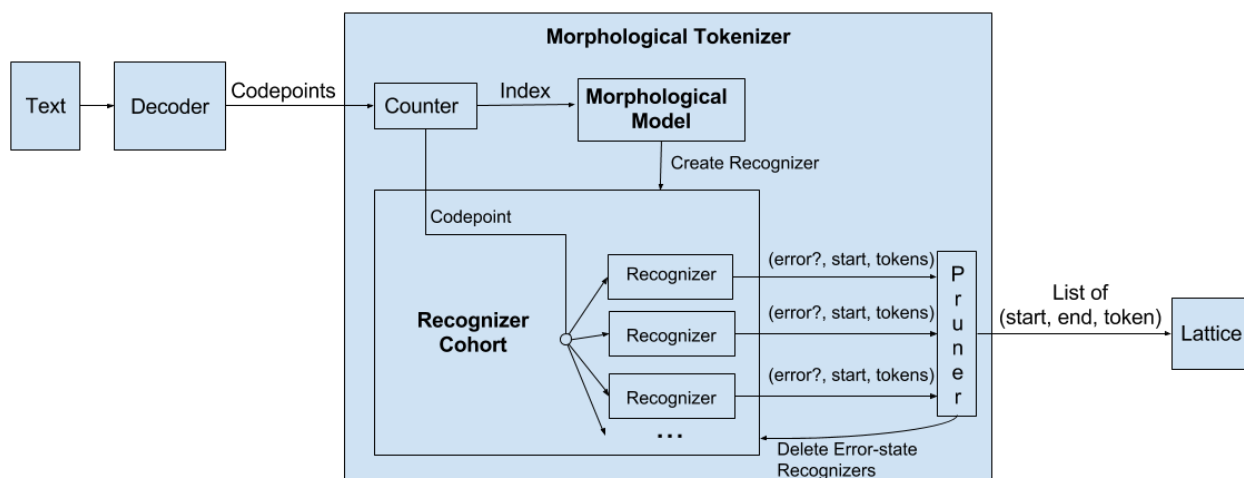 Morphological Tokenizer
Text
Decoder
Codepoints
Counter
Index
Morphological
Model
Create Recognizer
Codepoint
Recognizer
Cohort
Recognizer
Recognizer
Recognizer
...
(error?, start, tokens)
(error?, start, tokens)
(error?, start, tokens)
Pruner
Delete Error-state
Recognizers
List of
(start, end, token)
Lattice